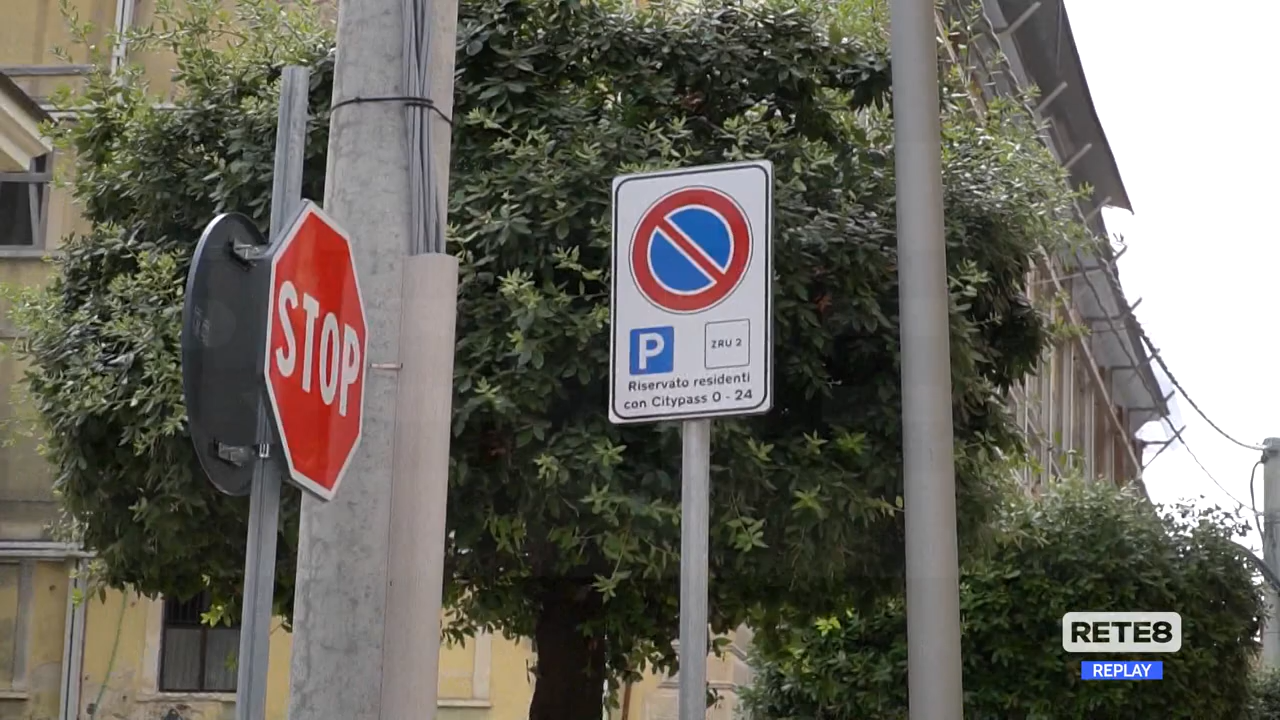 STOP
P
ZRU 2
Riservato residenti
con Citypass 0 - 24
RETE8
REPLAY